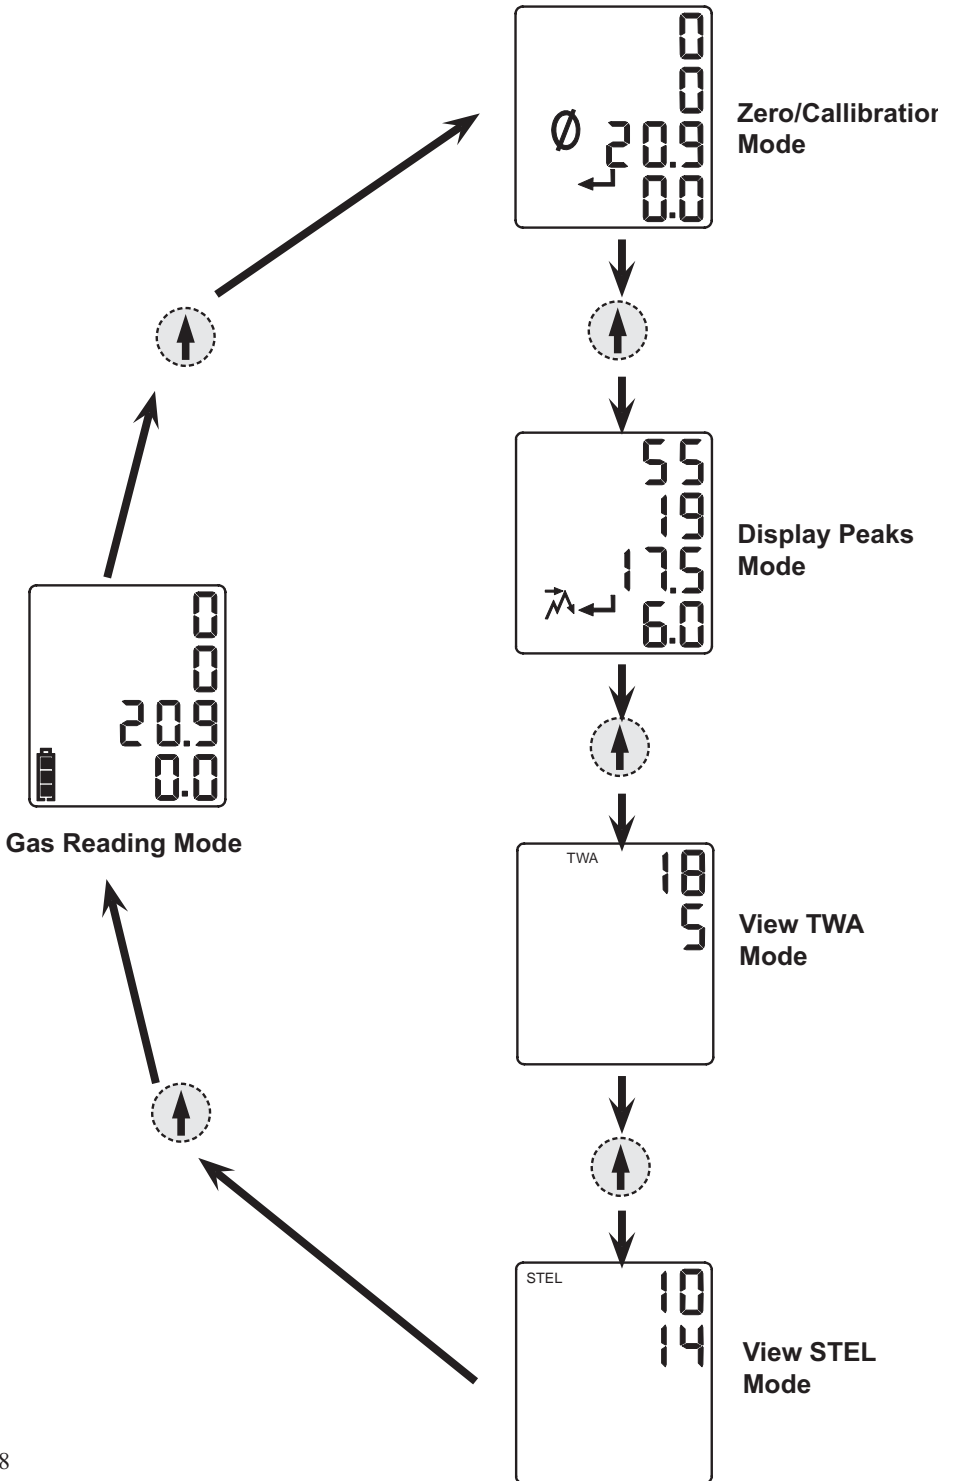 0
0
20.9
0.0
Zero/Callibration
Mode
55
19
17.5
6.0
Display Peaks
Mode
0
0
20.9
0.0
Gas Reading Mode
TWA 18
5
View TWA
Mode
STEL 10
14
View STEL
Mode
8